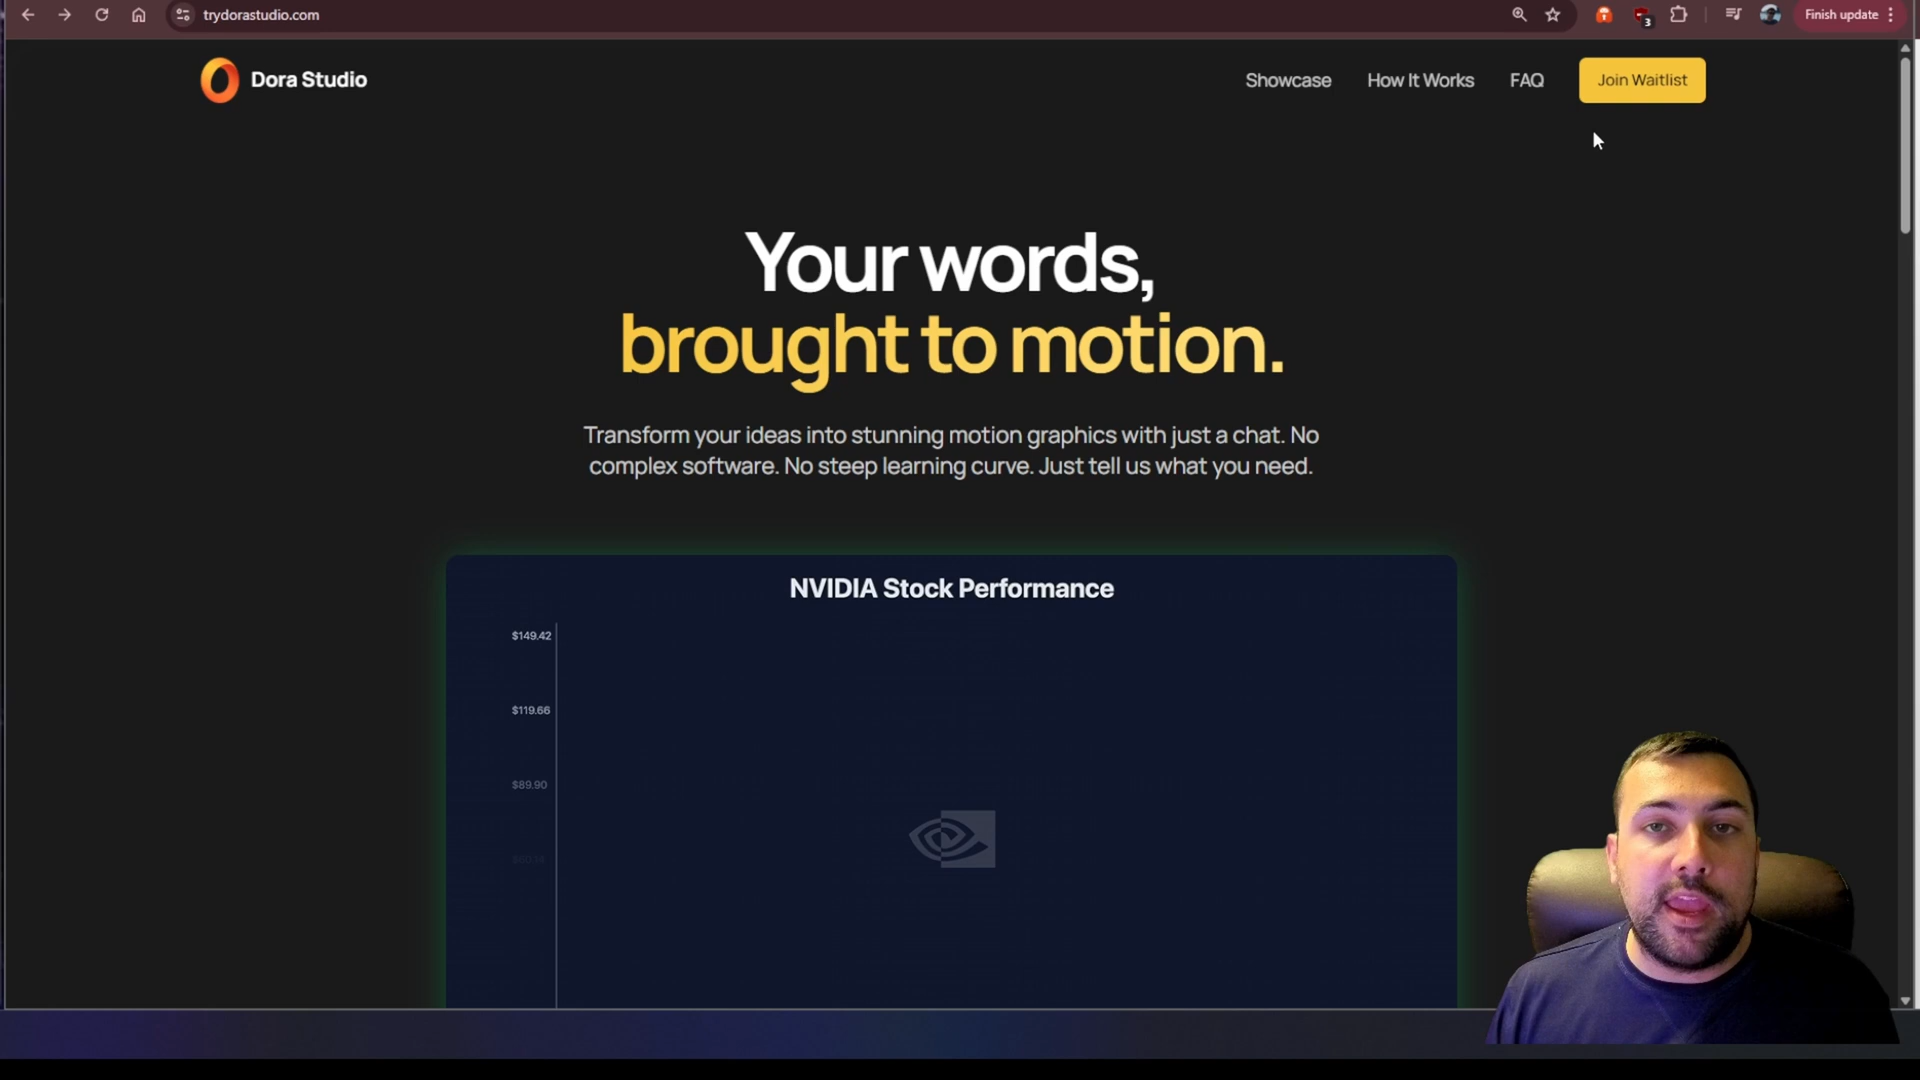 trydorastudio.com
3
Finish update
Dora Studio
Showcase
How It Works
FAQ
Join Waitlist
Your words,
brought to motion.
Transform your ideas into stunning motion graphics with just a chat. No
complex software. No steep learning curve. Just tell us what you need.
NVIDIA Stock Performance
$149.42
$119.66
$89.90